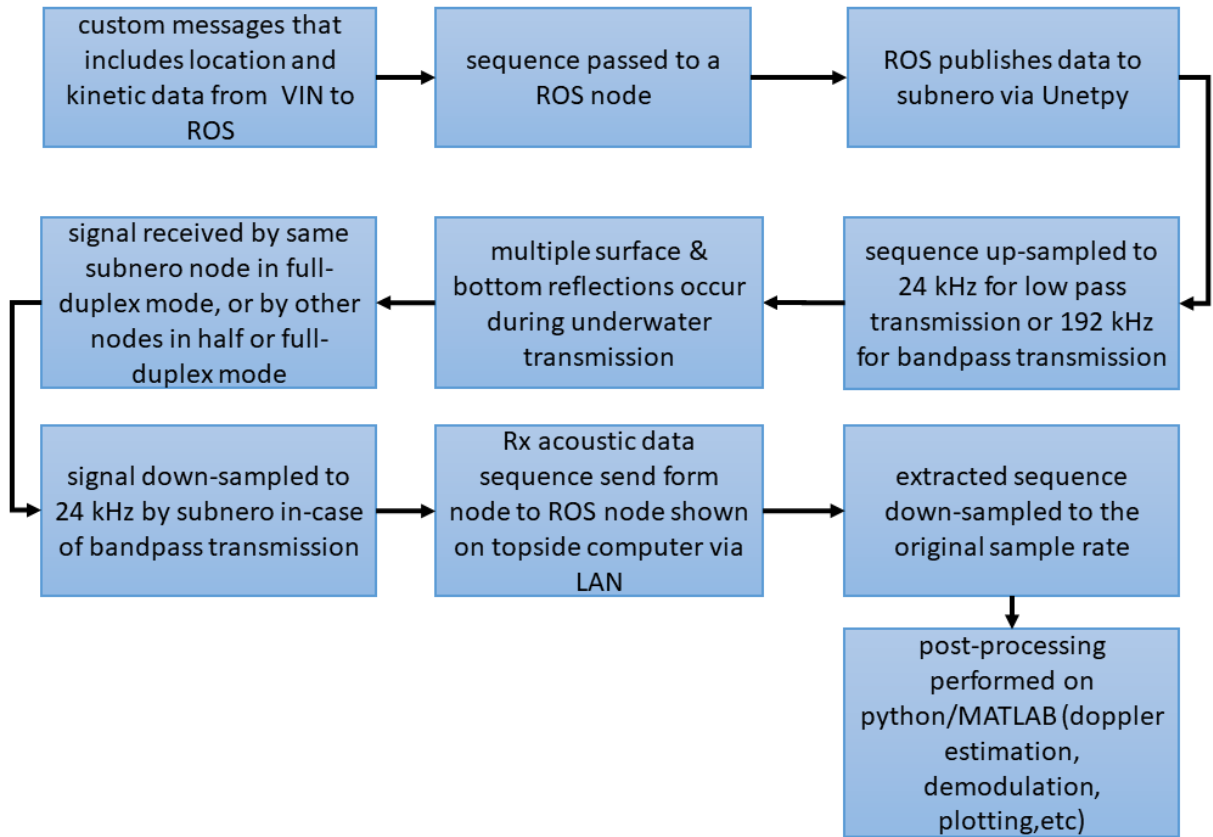 custom messages that
includes location and
kinetic data from VIN to
ROS
sequence passed to a
ROS node
ROS publishes data to
subnero via Unetpy
sequence up-sampled to
24 kHz for low pass
transmission or 192 kHz
for bandpass transmission
multiple surface &
bottom reflections occur
during underwater
transmission
signal received by same
subnero node in full-
duplex mode, or by other
nodes in half or full-
duplex mode
signal down-sampled to
24 kHz by subnero in-case
of bandpass transmission
Rx acoustic data
sequence send form
node to ROS node shown
on topside computer via
LAN
extracted sequence
down-sampled to the
original sample rate
post-processing
performed on
python/MATLAB (doppler
estimation,
demodulation,
plotting,etc)